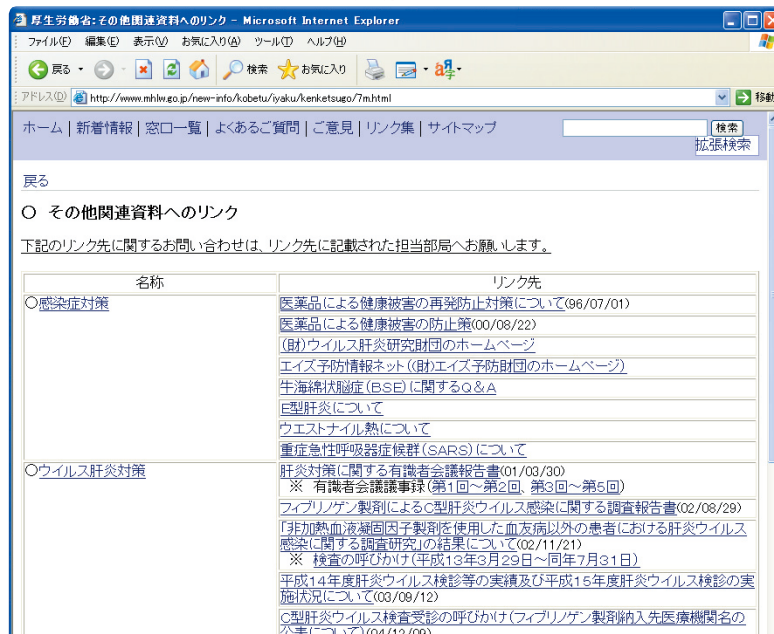 厚生労働省:その他関連資料へのリンク - Microsoft Internet Explorer
ファイル(F) 編集(E) 表示(V) お気に入り(A) ツール(T) ヘルプ(H)
戻る 検索 お気に入り
アドレス(D) http://www.mhlw.go.jp/new-info/kobetu/iyaku/kenketsugo/7m.html 移動
ホーム | 新着情報 | 窓口一覧 | よくあるご質問 | ご意見 | リンク集 | サイトマップ 検索
拡張検索
戻る
○ その他関連資料へのリンク
下記のリンク先に関するお問い合わせは、リンク先に記載された担当部局へお願いします。
名称 リンク先
○感染症対策 医薬品による健康被害の再発防止対策について(96/07/01)
医薬品による健康被害の防止策(00/08/22)
(財)ウイルス肝炎研究財団のホームページ
エイズ予防情報ネット((財)エイズ予防財団のホームページ)
牛海綿状脳症(BSE)に関するQ&A
E型肝炎について
ウエストナイル熱について
重症急性呼吸器症候群(SARS)について
○ウイルス肝炎対策 肝炎対策に関する有識者会議報告書(01/03/30)
※ 有識者会議議事録(第1回~第2回、第3回~第5回)
フィブリノゲン製剤によるC型肝炎ウイルス感染に関する調査報告書(02/08/29)
「非加熱血液凝固因子製剤を使用した血友病以外の患者における肝炎ウイルス
感染に関する調査研究」の結果について(02/11/21)
※ 検査の呼びかけ(平成13年3月29日~同年7月31日)
平成14年度肝炎ウイルス検診等の実績及び平成15年度肝炎ウイルス検診の実
施状況について(03/09/12)
C型肝炎ウイルス検査受診の呼びかけ(フィブリノゲン製剤納入先医療機関名の
公表について)(04/12/09)